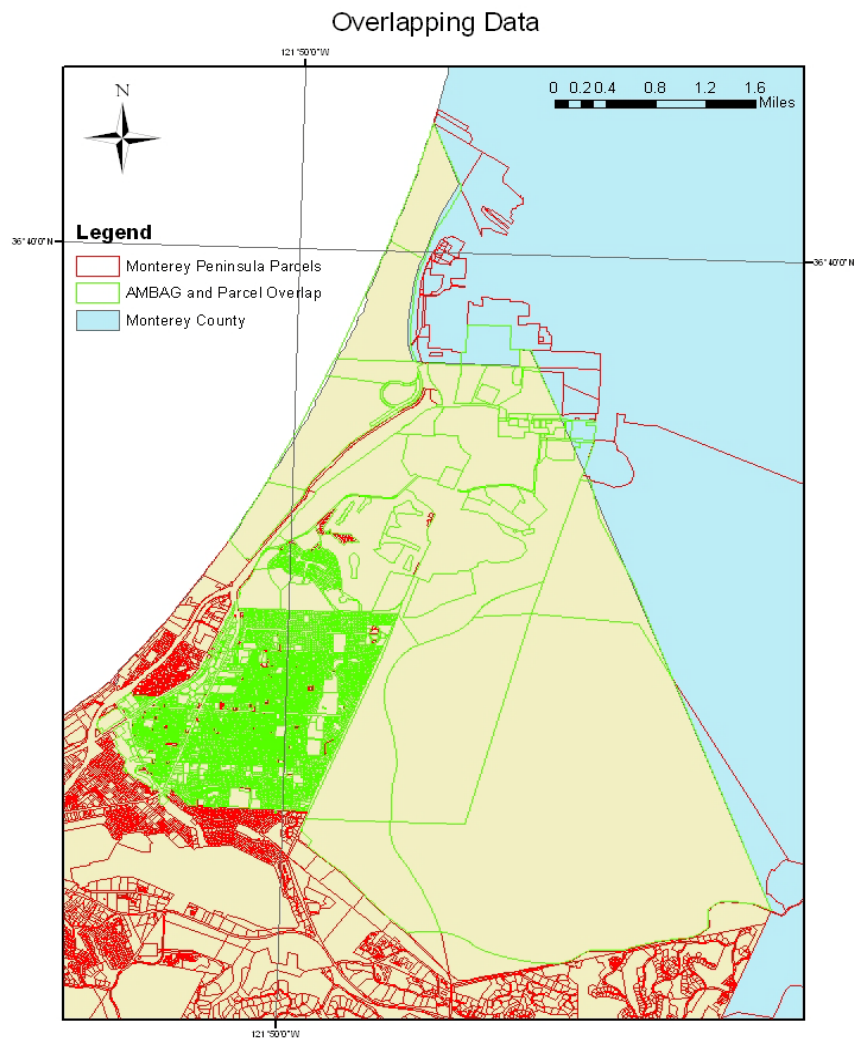 Overlapping Data
121°50'0"W
N
0 0.2 0.4 0.8 1.2 1.6
Miles
Legend
36°40'0"N
36°40'0"N
Monterey Peninsula Parcels
AMBAG and Parcel Overlap
Monterey County
121°50'0"W